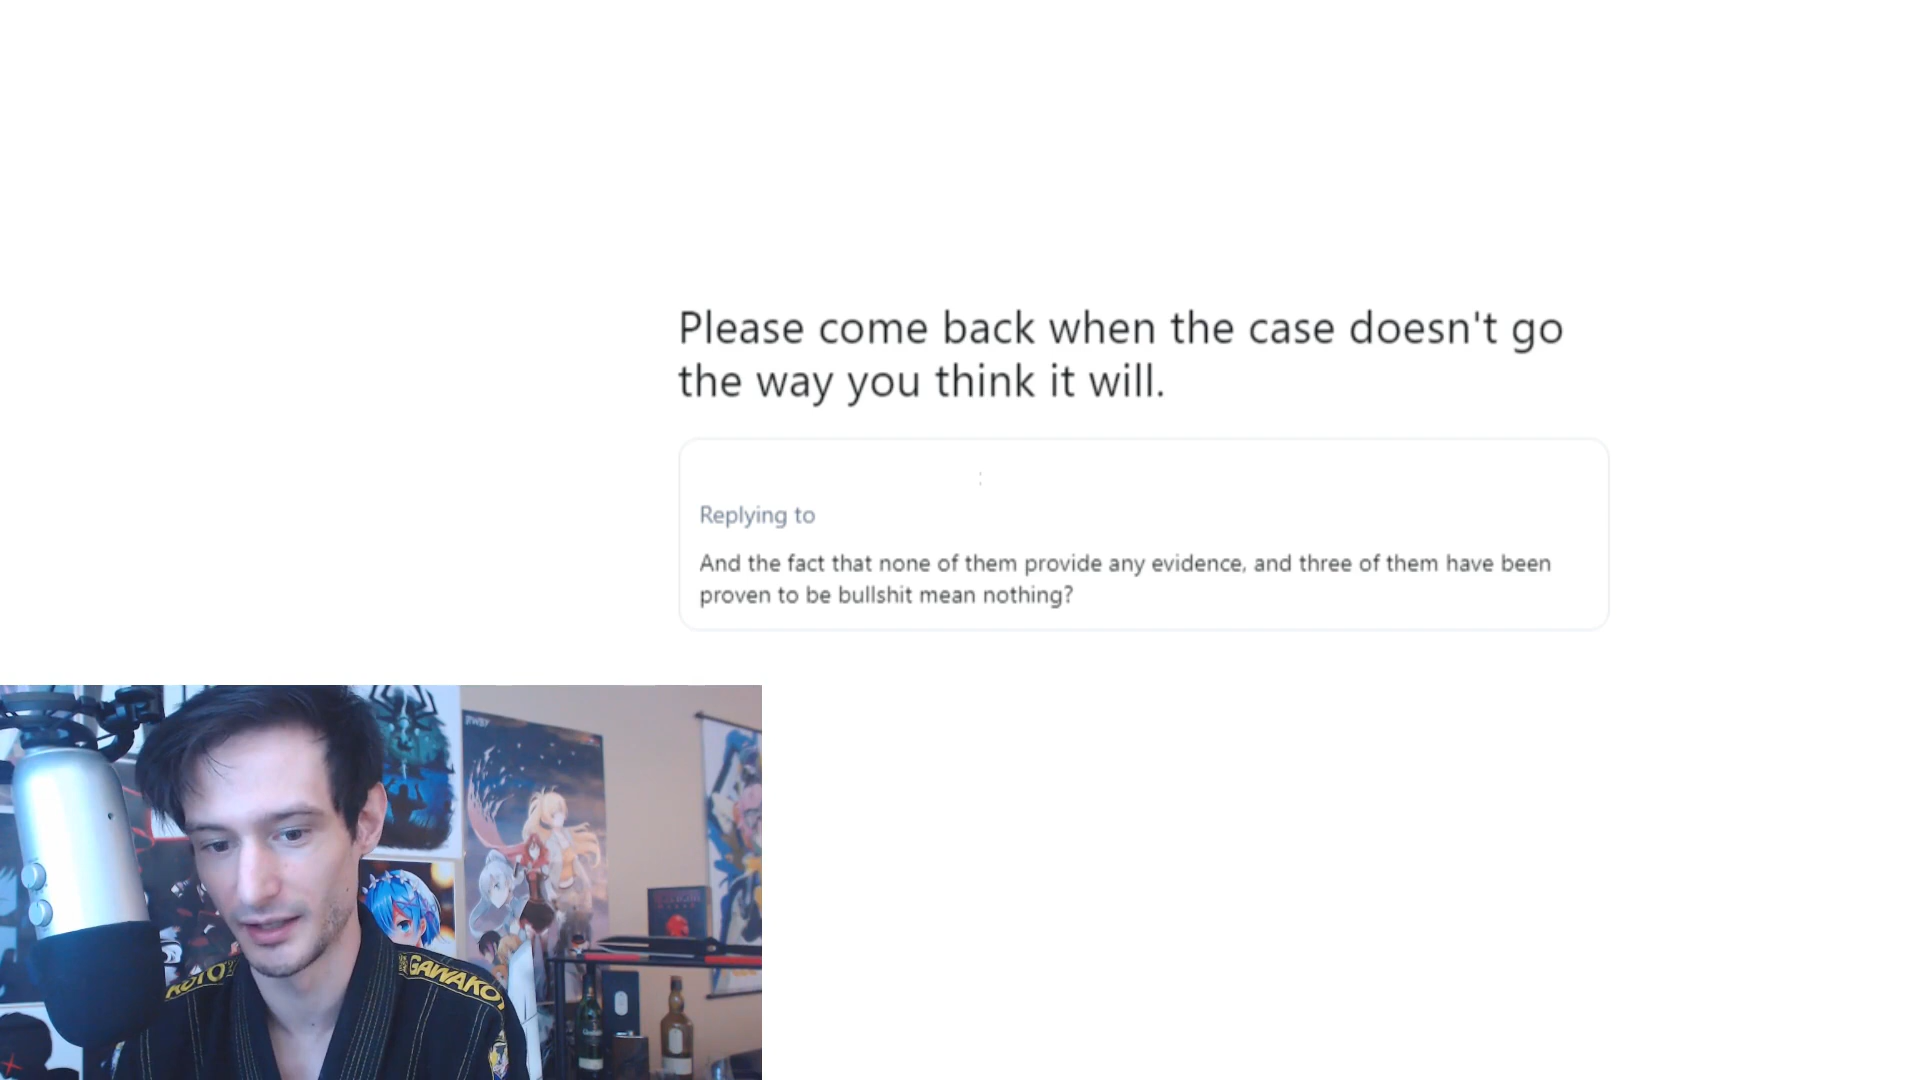 Please come back when the case doesn't go
the way you think it will.
Replying to
And the fact that none of them provide any evidence, and three of them have been
proven to be bullshit mean nothing?
RWBY
GAWAKO